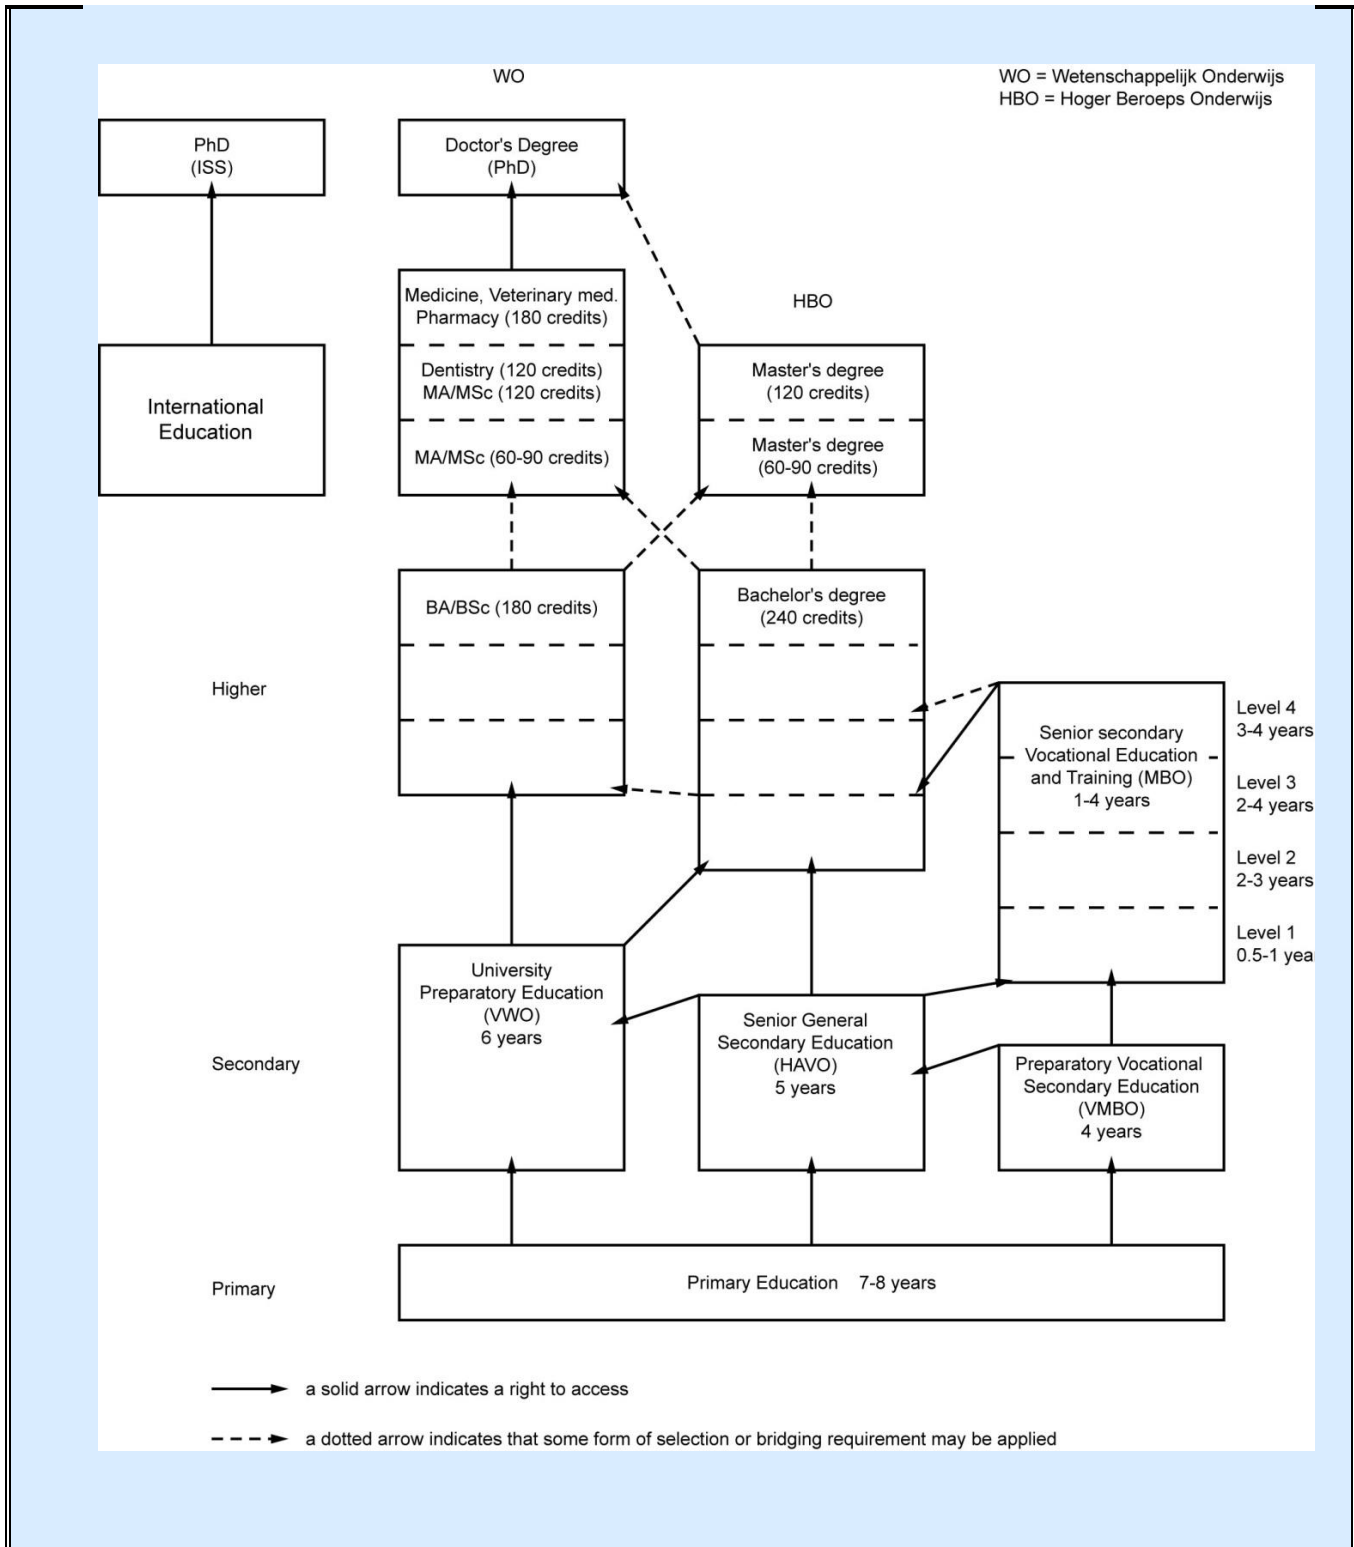 WO
WO = Wetenschappelijk Onderwijs
HBO = Hoger Beroeps Onderwijs
PhD
(ISS)
Doctor's Degree
(PhD)
Medicine, Veterinary med.
Pharmacy (180 credits)
HBO
Dentistry (120 credits)
MA/MSc (120 credits)
Master's degree
(120 credits)
International
Education
MA/MSc (60-90 credits)
Master's degree
(60-90 credits)
BA/BSc (180 credits)
Bachelor's degree
(240 credits)
Higher
Senior secondary
Vocational Education
and Training (MBO)
1-4 years
Level 4
3-4 years
Level 3
2-4 years
Level 2
2-3 years
Level 1
0.5-1 yea
University
Preparatory Education
(VWO)
6 years
Senior General
Secondary Education
(HAVO)
5 years
Secondary
Preparatory Vocational
Secondary Education
(VMBO)
4 years
Primary
Primary Education 7-8 years
a solid arrow indicates a right to access
a dotted arrow indicates that some form of selection or bridging requirement may be applied